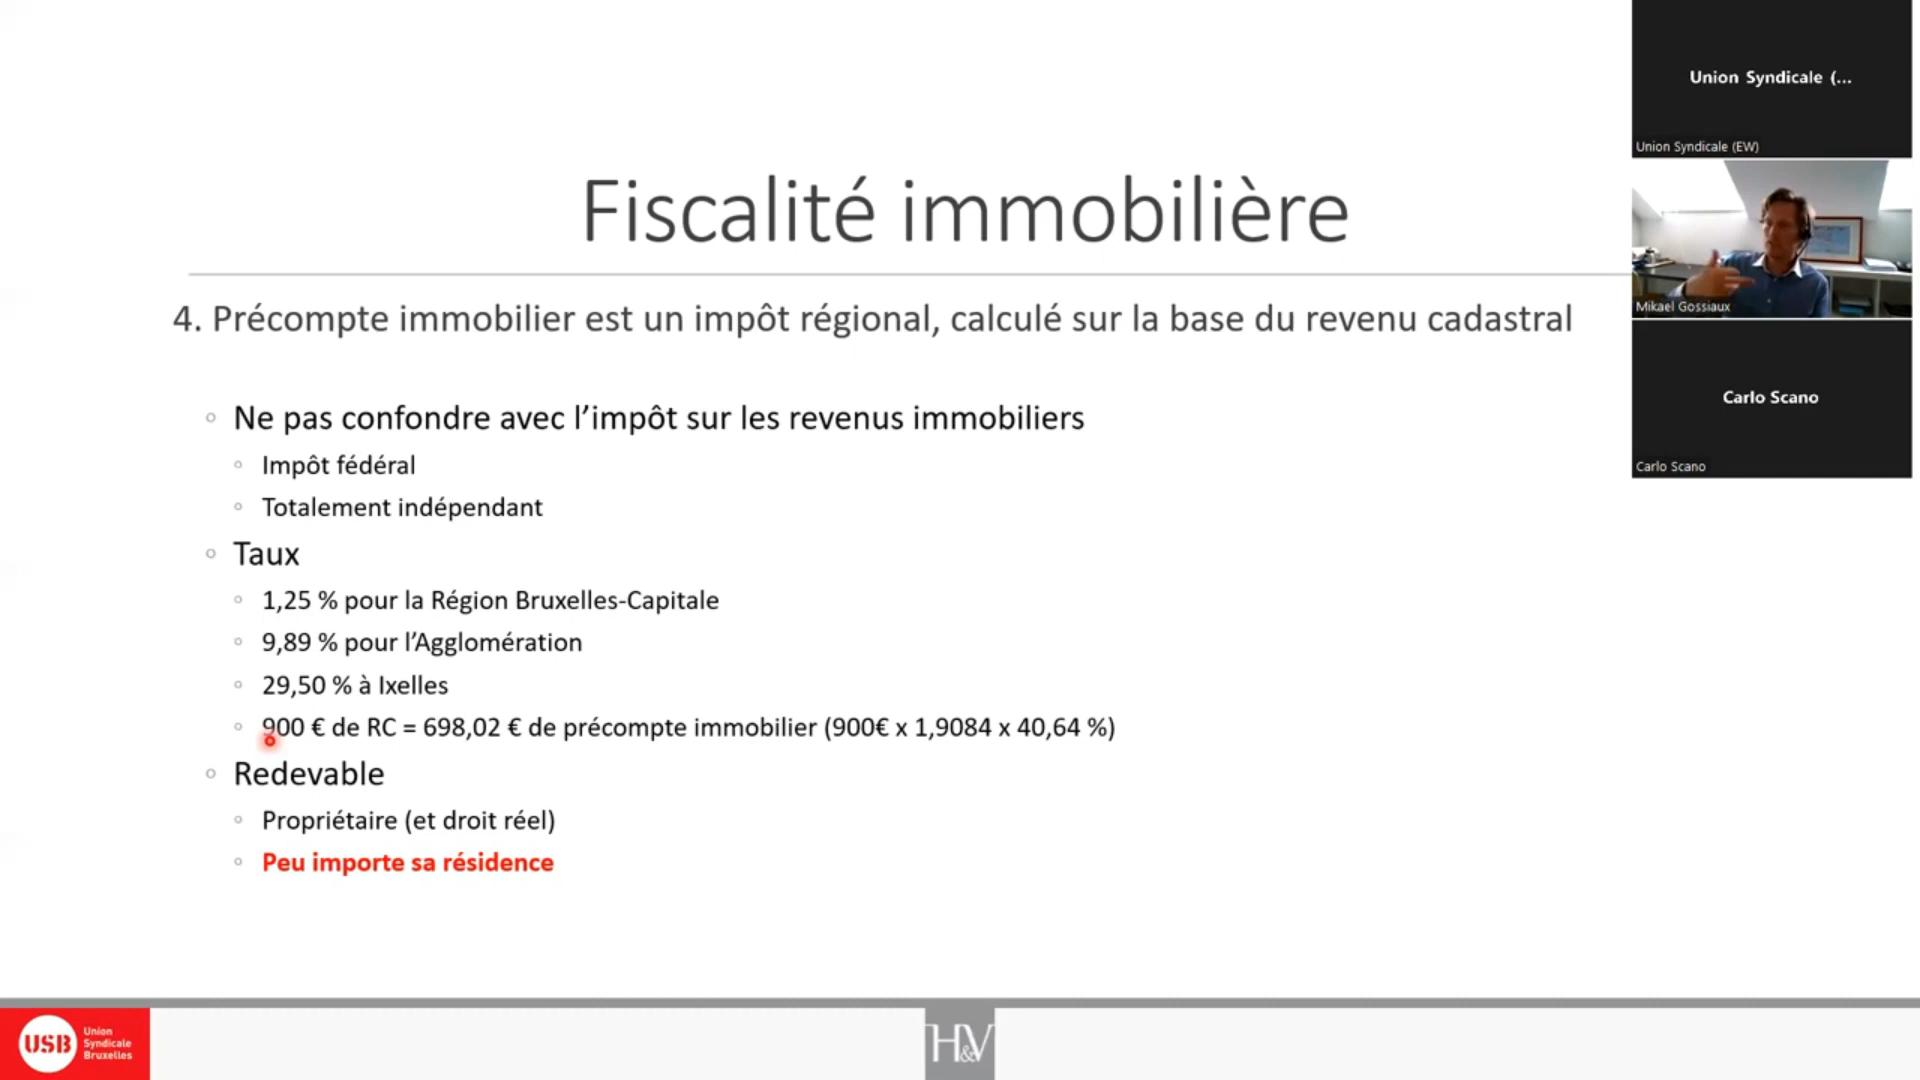 Fiscalité immobilière
4. Précompte immobilier est un impôt régional, calculé sur la base du revenu cadastral
Ne pas confondre avec l’impôt sur les revenus immobiliers
Impôt fédéral
Totalement indépendant
Taux
1,25 % pour la Région Bruxelles-Capitale
9,89 % pour l’Agglomération
29,50 % à Ixelles
900 € de RC = 698,02 € de précompte immobilier (900€ x 1,9084 x 40,64 %)
Redevable
Propriétaire (et droit réel)
Peu importe sa résidence
Union Syndicale (...
Union Syndicale (EW)
Mikael Gossiaux
Carlo Scano
Carlo Scano
USB
Union
Syndicale
Bruxelles
H&V